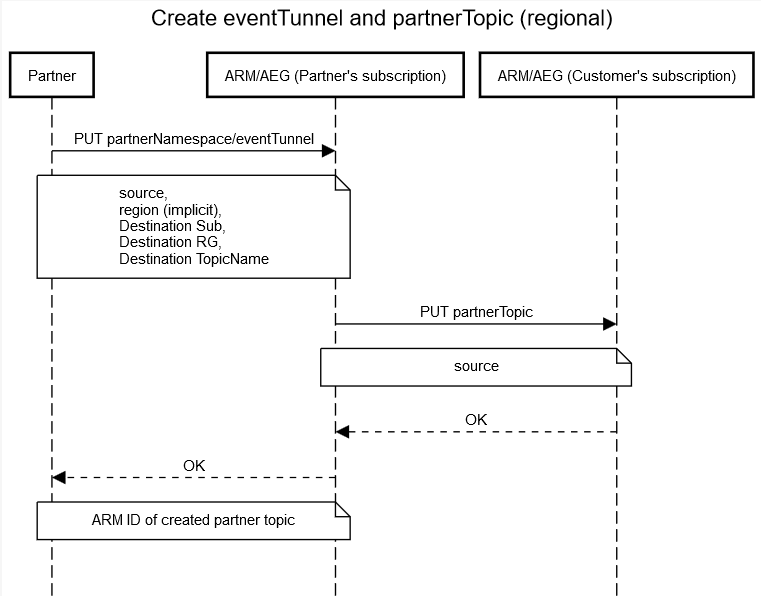 Create eventTunnel and partnerTopic (regional)
Partner
ARM/AEG (Partner's subscription)
ARM/AEG (Customer's subscription)
PUT partnerNamespace/eventTunnel
source,
region (implicit),
Destination Sub,
Destination RG,
Destination TopicName
PUT partnerTopic
source
OK
OK
ARM ID of created partner topic